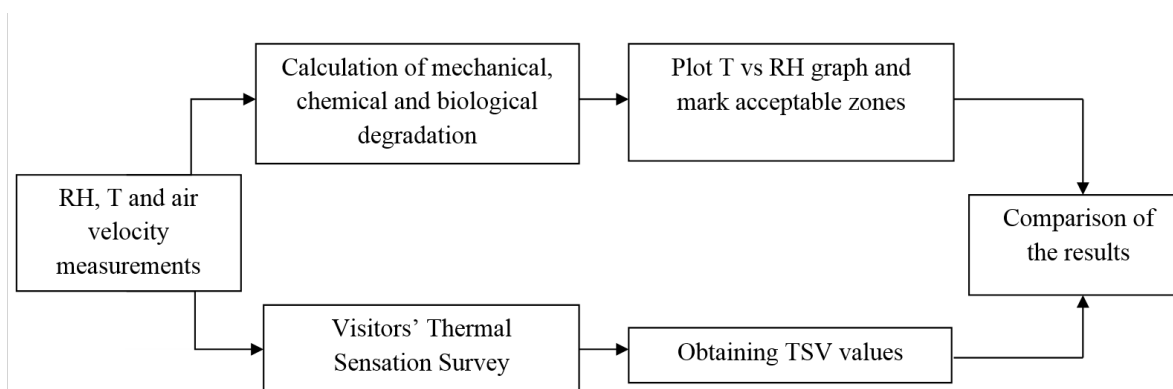 RH, T and air
velocity
measurements
Calculation of mechanical,
chemical and biological
degradation
Plot T vs RH graph and
mark acceptable zones
Visitors’ Thermal
Sensation Survey
Obtaining TSV values
Comparison of
the results